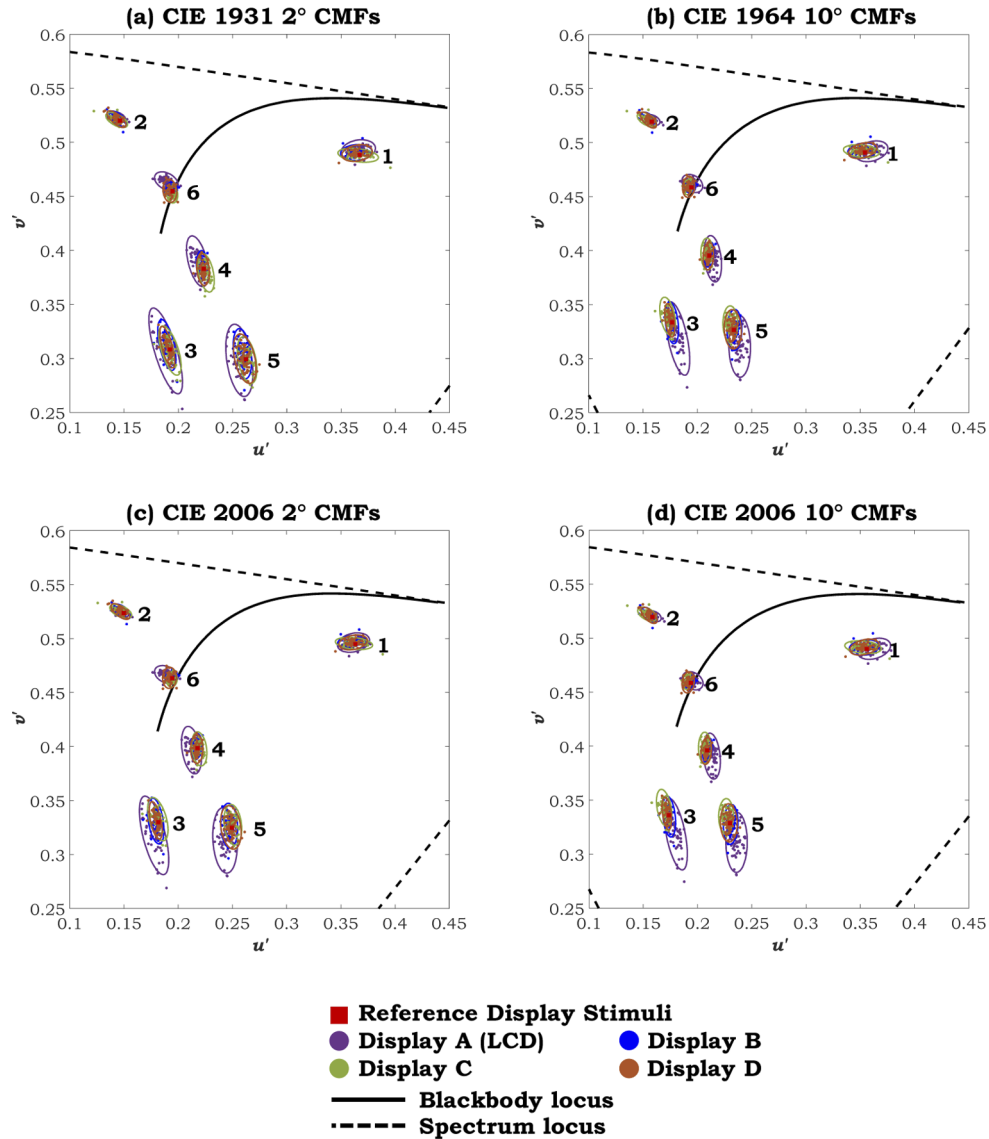 (a) CIE 1931 2° CMFs
0.6
0.55
0.5
0.45
0.4
0.35
0.3
0.25
v'
2
1
6
4
3
5
0.1 0.15 0.2 0.25 0.3 0.35 0.4 0.45
u'
(b) CIE 1964 10° CMFs
0.6
0.55
0.5
0.45
0.4
0.35
0.3
0.25
v'
2
1
6
4
3
5
0.1 0.15 0.2 0.25 0.3 0.35 0.4 0.45
u'
(c) CIE 2006 2° CMFs
0.6
0.55
0.5
0.45
0.4
0.35
0.3
0.25
v'
2
1
6
4
3
5
0.1 0.15 0.2 0.25 0.3 0.35 0.4 0.45
u'
(d) CIE 2006 10° CMFs
0.6
0.55
0.5
0.45
0.4
0.35
0.3
0.25
v'
2
1
6
4
3
5
0.1 0.15 0.2 0.25 0.3 0.35 0.4 0.45
u'
Reference Display Stimuli
Display A (LCD) Display B
Display C Display D
Blackbody locus
Spectrum locus